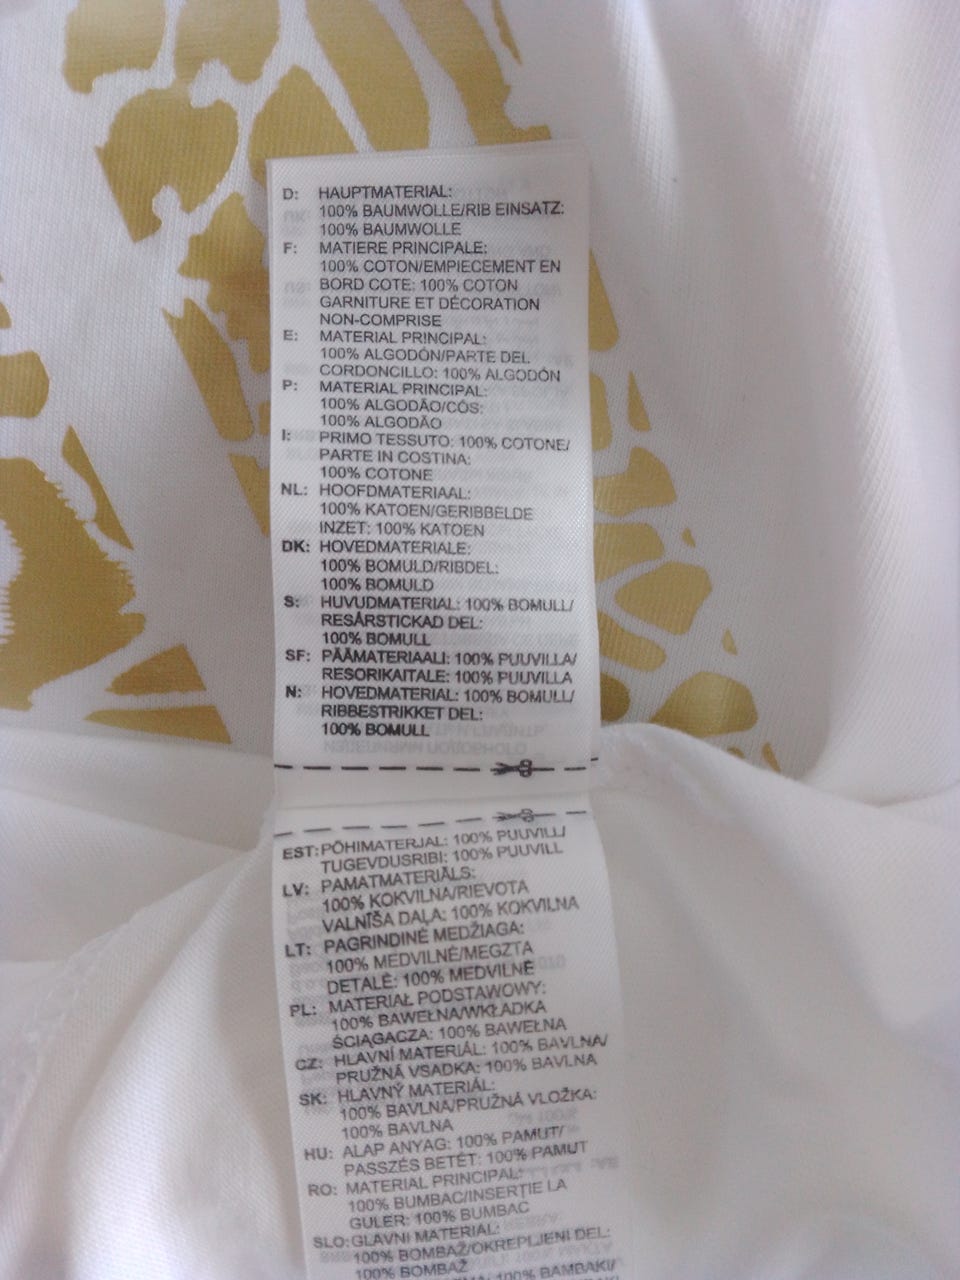 D: HAUPTMATERIAL:
100% BAUMWOLLE/RIB EINSATZ:
100% BAUMWOLLE
F: MATIERE PRINCIPALE:
100% COTON/EMPIECEMENT EN
BORD COTE: 100% COTON
GARNITURE ET DÉCORATION
NON-COMPRISE
E: MATERIAL PRINCIPAL:
100% ALGODÓN/PARTE DEL
CORDONCILLO: 100% ALGODÓN
P: MATERIAL PRINCIPAL:
100% ALGODÃO/CÓS:
100% ALGODÃO
I: PRIMO TESSUTO: 100% COTONE/
PARTE IN COSTINA:
100% COTONE
NL: HOOFDMATERIAAL:
100% KATOEN/GERIBBELDE
INZET: 100% KATOEN
DK: HOVEDMATERIALE:
100% BOMULD/RIBDEL:
100% BOMULD
S: HUVUDMATERIAL: 100% BOMULL/
RESÅRSTICKAD DEL:
100% BOMULL
SF: PÄÄMATERIAALI: 100% PUUVILLA/
RESORIKAITALE: 100% PUUVILLA
N: HOVEDMATERIAL: 100% BOMULL/
RIBBESTRIKKET DEL:
100% BOMULL
EST: PÕHIMATERJAL: 100% PUUVILL/
TUGEVDUSRIBI: 100% PUUVILL
LV: PAMATMATERIĀLS:
100% KOKVILNA/RIEVOTA
VALNĪŠA DAĻA: 100% KOKVILNA
LT: PAGRINDINĖ MEDŽIAGA:
100% MEDVILNĖ/MEGZTA
DETALĖ: 100% MEDVILNĖ
PL: MATERIAŁ PODSTAWOWY:
100% BAWEŁNA/WKŁADKA
ŚCIĄGACZA: 100% BAWEŁNA
CZ: HLAVNÍ MATERIÁL: 100% BAVLNA/
PRUŽNÁ VSADKA: 100% BAVLNA
SK: HLAVNÝ MATERIÁL:
100% BAVLNA/PRUŽNÁ VLOŽKA:
100% BAVLNA
HU: ALAP ANYAG: 100% PAMUT/
PASSZÉS BETÉT: 100% PAMUT
RO: MATERIAL PRINCIPAL:
100% BUMBAC/INSERŢIE LA
GULER: 100% BUMBAC
SLO: GLAVNI MATERIAL:
100% BOMBAŽ/OKREPLJENI DEL:
100% BOMBAŽ
100% BAMBAKI/